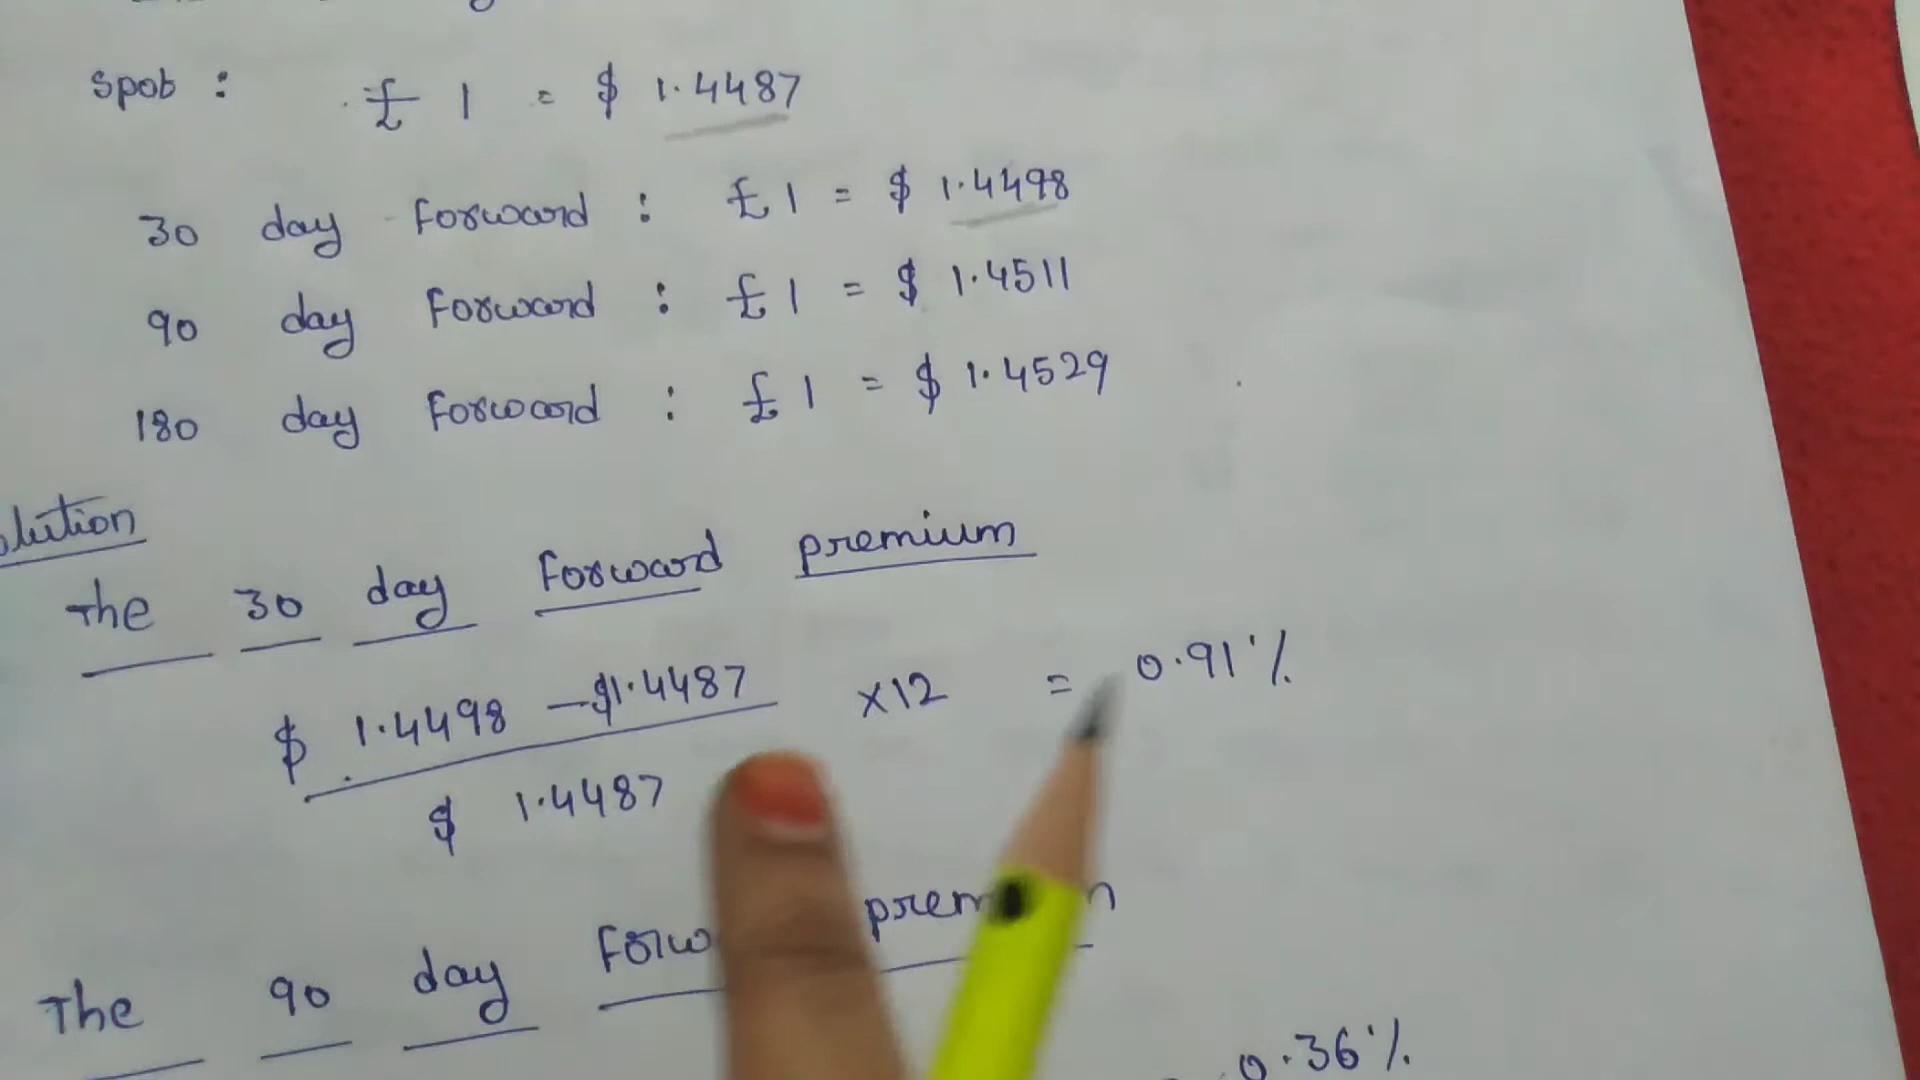 Spot : £ 1 = $ 1.4487
30 day forward : £ 1 = $ 1.4498
90 day Forward : £ 1 = $ 1.4511
180 day Forward : £ 1 = $ 1.4529
lution
The 30 day forward premium
$ 1.4498 - $1.4487
x12 = 0.91%
$ 1.4487
The 90 day
0.36%